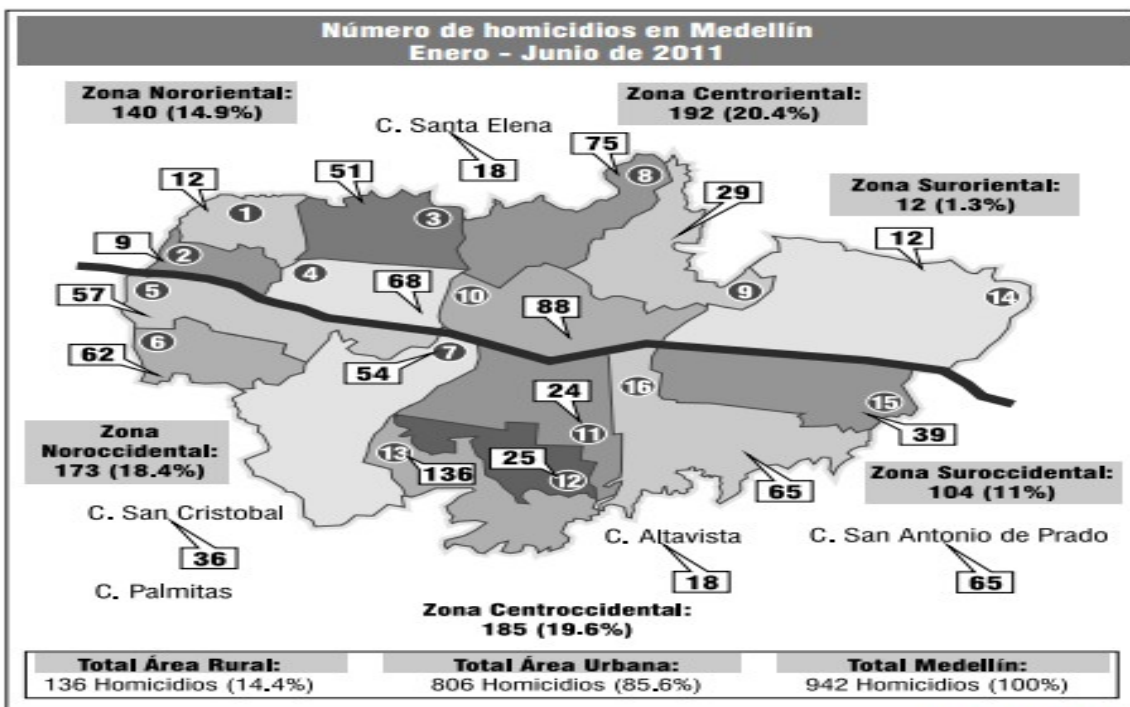 Número de homicidios en Medellín
Enero - Junio de 2011
Zona Nororiental:
140 (14.9%)
Zona Centroriental:
192 (20.4%)
C. Santa Elena
18
75
8
51
12
1
3
29
Zona Suroriental:
12 (1.3%)
12
9
2
4
68
10
9
14
5
57
88
6
7
62
54
16
24
15
11
39
Zona
Noroccidental:
173 (18.4%)
13
136
25
12
65
Zona Suroccidental:
104 (11%)
C. San Cristobal
36
C. Altavista
18
C. San Antonio de Prado
65
C. Palmitas
Zona Centroccidental:
185 (19.6%)
Total Área Rural:
136 Homicidios (14.4%)
Total Área Urbana:
806 Homicidios (85.6%)
Total Medellín:
942 Homicidios (100%)